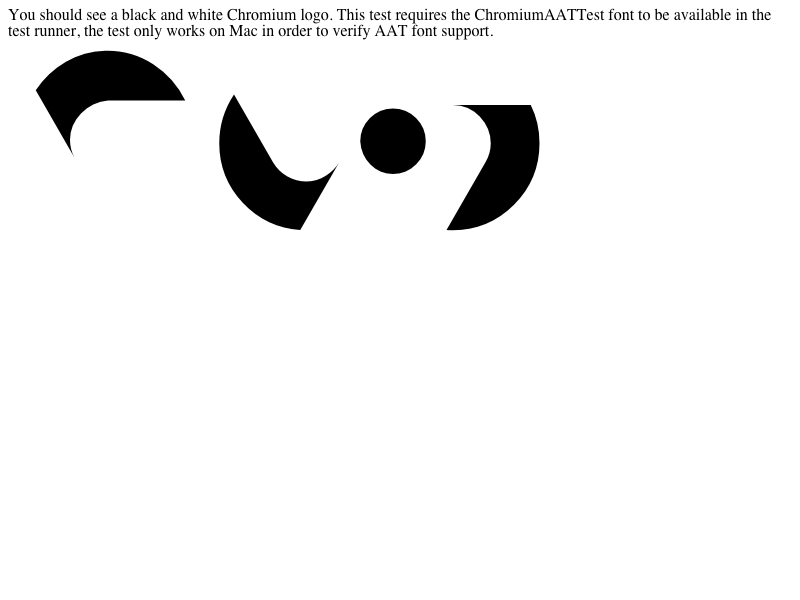 You should see a black and white Chromium logo. This test requires the ChromiumAATTest font to be available in the
test runner, the test only works on Mac in order to verify AAT font support.